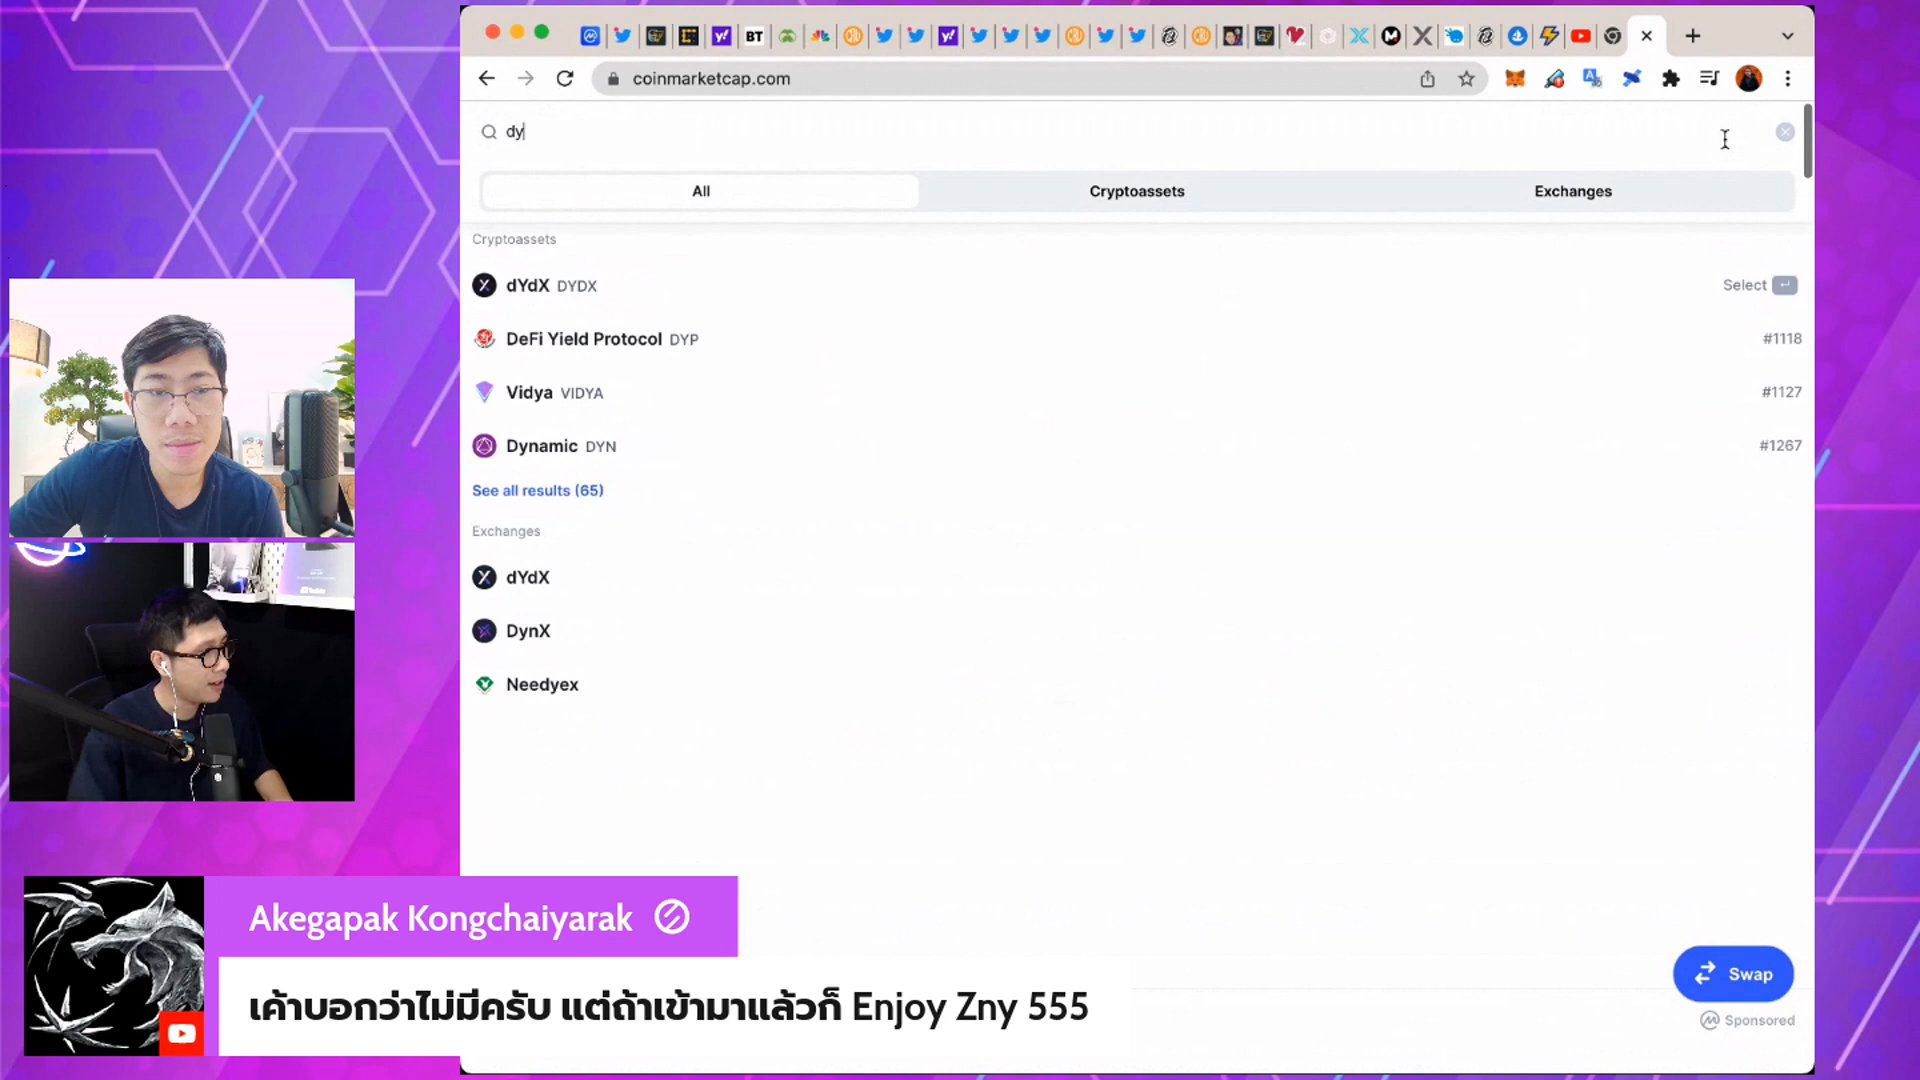 BT
coinmarketcap.com
dy
All
Cryptoassets
Exchanges
Cryptoassets
dYdX DYDX
Select
DeFi Yield Protocol DYP
#1118
Vidya VIDYA
#1127
Dynamic DYN
#1267
See all results (65)
Exchanges
dYdX
DynX
Needyex
Swap
Sponsored
Akegapak Kongchaiyarak
เค้าบอกว่าไม่มีครับ แต่ถ้าเข้ามาแล้วก็ Enjoy Zny 555